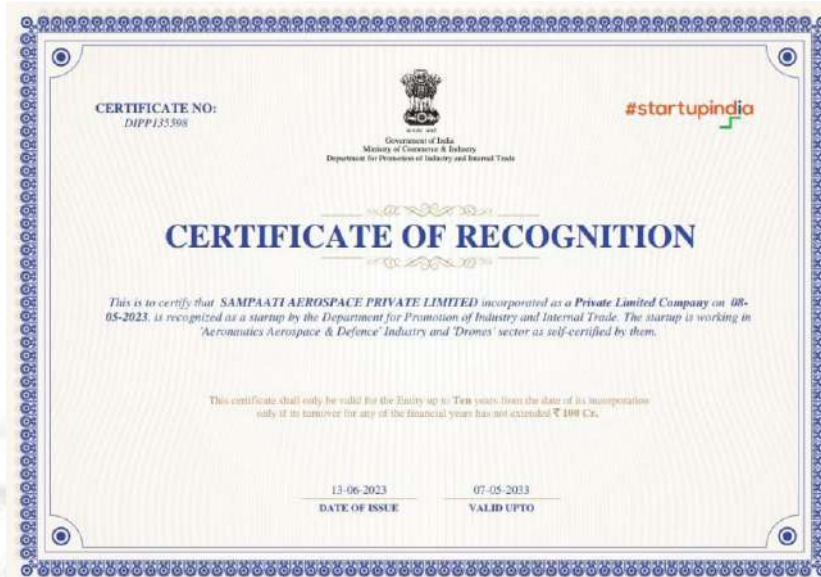 CERTIFICATE NO:
DIPP135598
#startupindia
Government of India
Ministry of Commerce & Industry
Department for Promotion of Industry and Internal Trade
CERTIFICATE OF RECOGNITION
This is to certify that SAMPAATI AEROSPACE PRIVATE LIMITED incorporated as a Private Limited Company on 08-
05-2023, is recognized as a startup by the Department for Promotion of Industry and Internal Trade. The startup is working in
'Aeronautics Aerospace & Defence' Industry and 'Drones' sector as self-certified by them.
This certificate shall only be valid for the Entity up to Ten years from the date of its incorporation
only if its turnover for any of the financial years has not exceeded ₹ 100 Cr.
13-06-2023
07-05-2033
DATE OF ISSUE
VALID UPTO